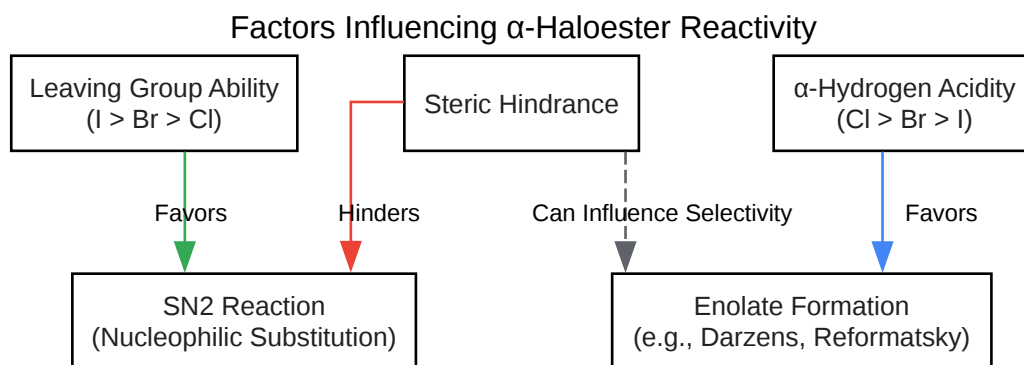 Factors Influencing α-Haloester Reactivity
Leaving Group Ability
(I > Br > Cl)
Steric Hindrance
α-Hydrogen Acidity
(Cl > Br > I)
Favors
Hinders
Can Influence Selectivity
Favors
SN2 Reaction
(Nucleophilic Substitution)
Enolate Formation
(e.g., Darzens, Reformatsky)